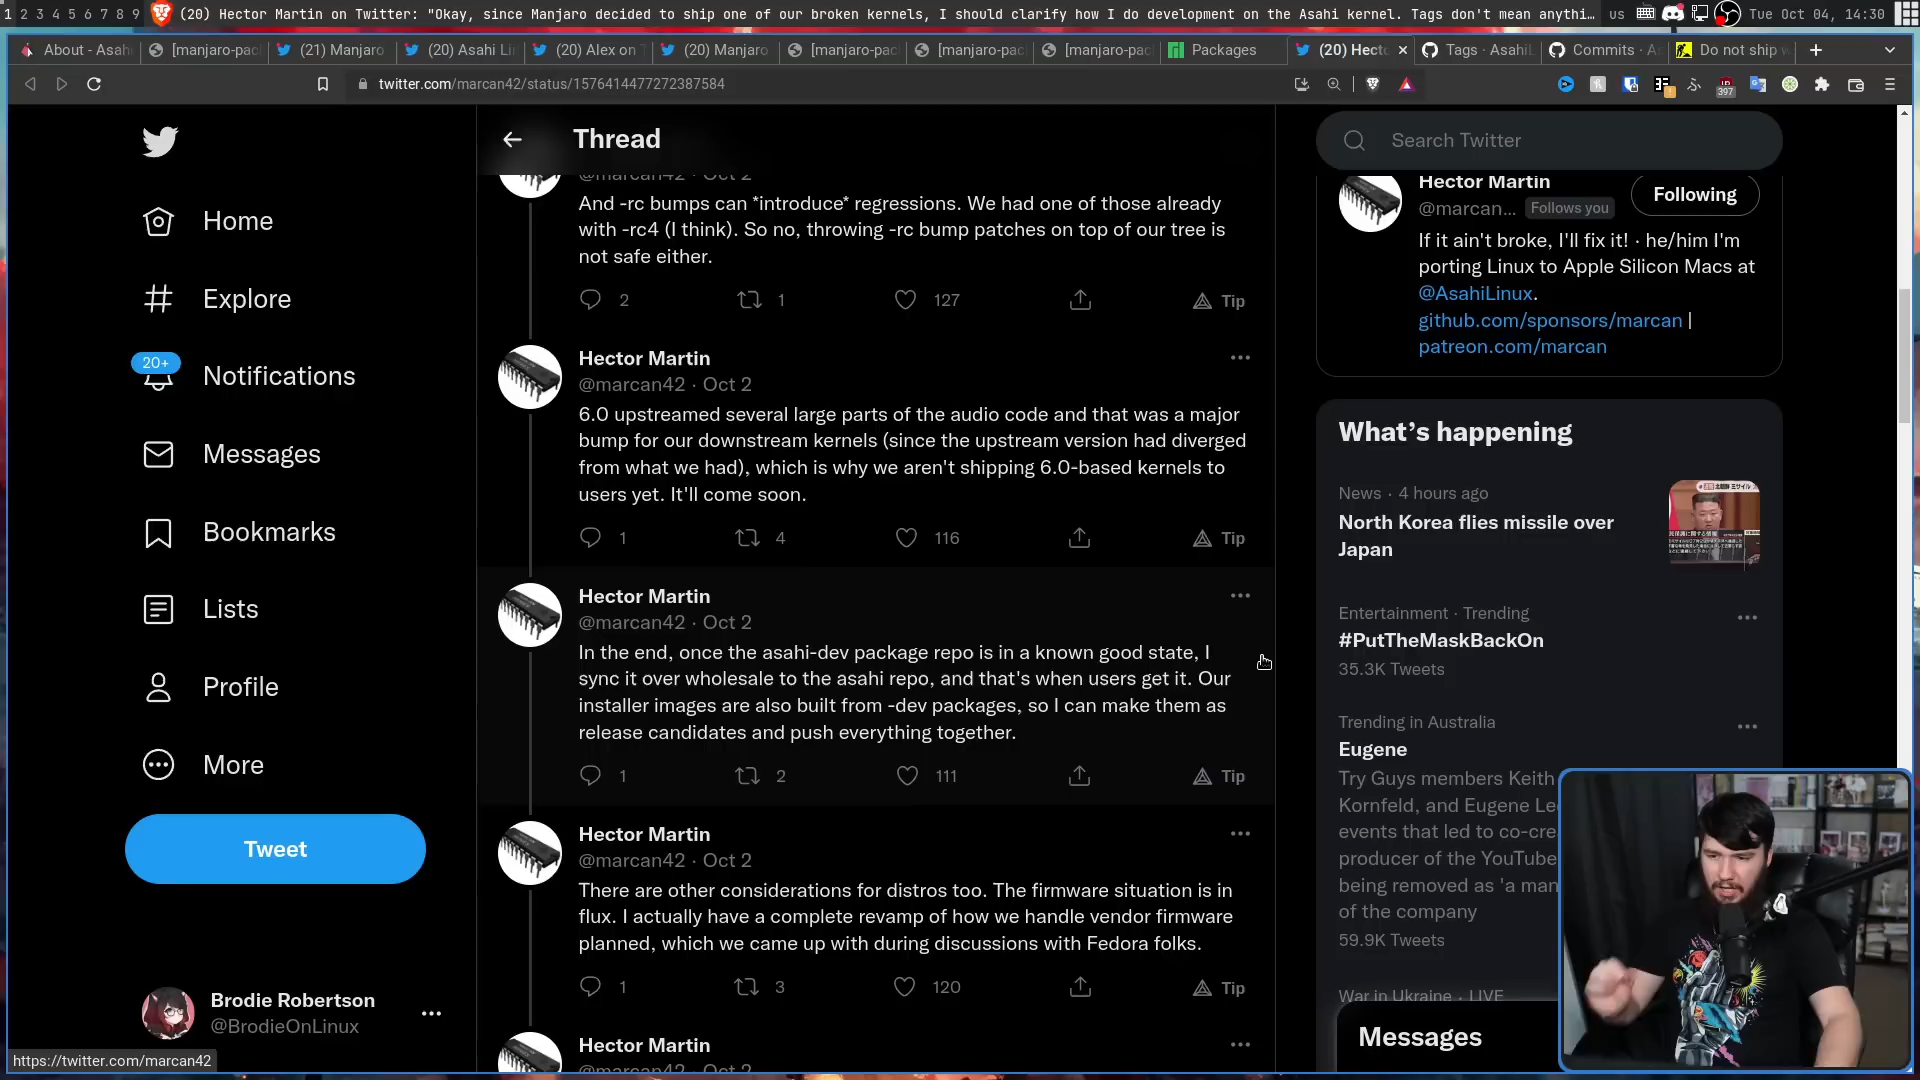 1 2 3 4 5 6 7 8 9
(20) Hector Martin on Twitter: "Okay, since Manjaro decided to ship one of our broken kernels, I should clarify how I do development on the Asahi kernel. Tags don't mean anythi…
us
Tue Oct 04, 14:30
About - Asah
[manjaro-pac
(21) Manjaro
(20) Asahi Li
(20) Alex on
(20) Manjaro
[manjaro-pac
[manjaro-pac
[manjaro-pac
Packages
(20) Hecto
Tags · AsahiL
Commits · As
Do not ship w
twitter.com/marcan42/status/1576414477272387584
397
Thread
Search Twitter
Home
Explore
20+
Notifications
Messages
Bookmarks
Lists
Profile
More
Tweet
Brodie Robertson
@BrodieOnLinux
https://twitter.com/marcan42
@marcan42 · Oct 2
And -rc bumps can *introduce* regressions. We had one of those already
with -rc4 (I think). So no, throwing -rc bump patches on top of our tree is
not safe either.
2 1 127 Tip
Hector Martin
@marcan42 · Oct 2
6.0 upstreamed several large parts of the audio code and that was a major
bump for our downstream kernels (since the upstream version had diverged
from what we had), which is why we aren't shipping 6.0-based kernels to
users yet. It'll come soon.
1 4 116 Tip
Hector Martin
@marcan42 · Oct 2
In the end, once the asahi-dev package repo is in a known good state, I
sync it over wholesale to the asahi repo, and that's when users get it. Our
installer images are also built from -dev packages, so I can make them as
release candidates and push everything together.
1 2 111 Tip
Hector Martin
@marcan42 · Oct 2
There are other considerations for distros too. The firmware situation is in
flux. I actually have a complete revamp of how we handle vendor firmware
planned, which we came up with during discussions with Fedora folks.
1 3 120 Tip
Hector Martin
@marcan42 · Oct 2
Hector Martin
@marcan... Follows you
Following
If it ain't broke, I'll fix it! · he/him I'm
porting Linux to Apple Silicon Macs at
@AsahiLinux.
github.com/sponsors/marcan |
patreon.com/marcan
What's happening
News · 4 hours ago
North Korea flies missile over
Japan
Entertainment · Trending
#PutTheMaskBackOn
35.3K Tweets
Trending in Australia
Eugene
Try Guys members Keith
Kornfeld, and Eugene Le
events that led to co-cre
producer of the YouTube
being removed as 'a man
of the company
59.9K Tweets
War in Ukraine · LIVE
Messages